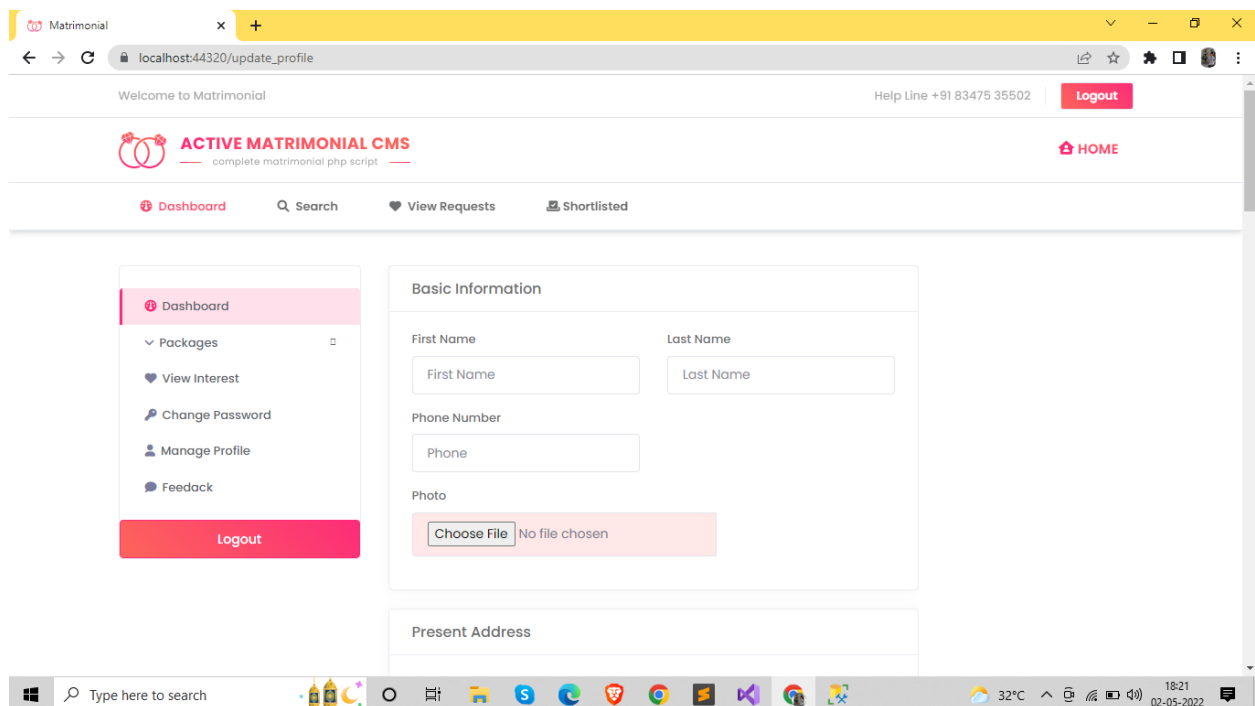 Matrimonial
localhost:44320/update_profile
Welcome to Matrimonial
Help Line +91 83475 35502
Logout
ACTIVE MATRIMONIAL CMS
complete matrimonial php script
HOME
Dashboard Search View Requests Shortlisted
Dashboard
Packages
View Interest
Change Password
Manage Profile
Feedack
Logout
Basic Information
First Name Last Name
First Name Last Name
Phone Number
Phone
Photo
Choose File No file chosen
Present Address
Type here to search
32°C
18:21
02-05-2022